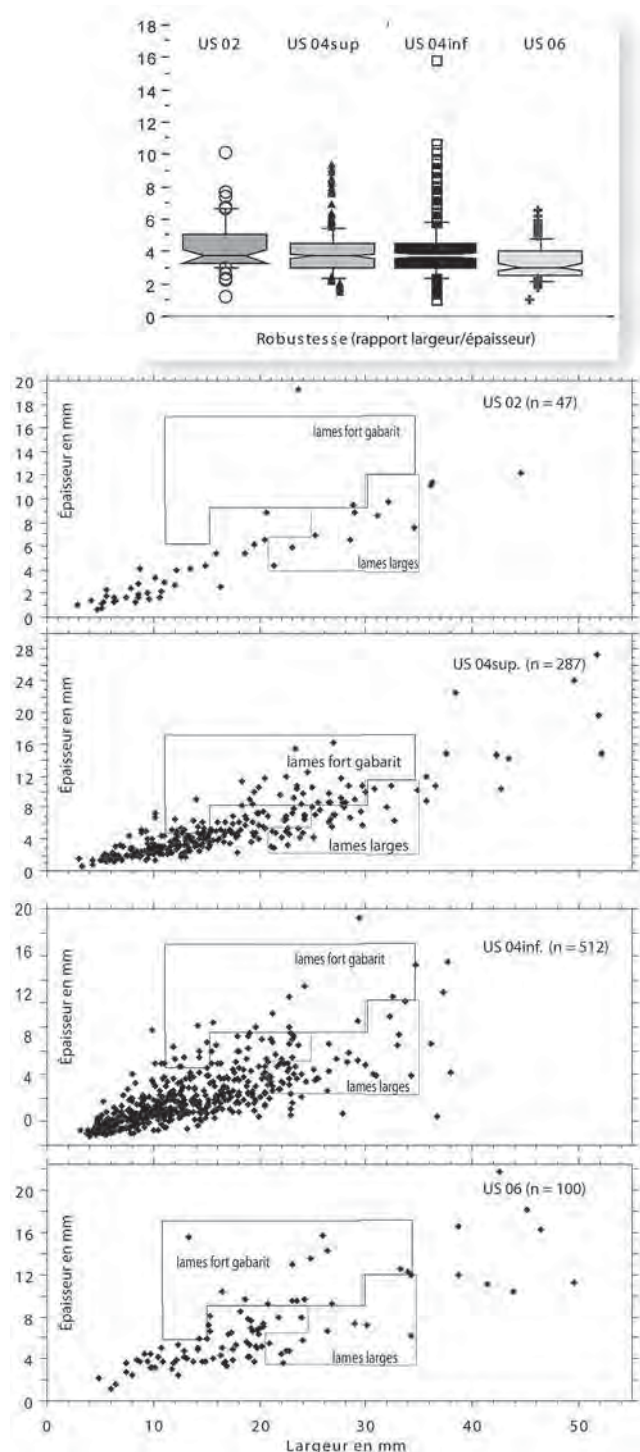 18
US 02 US 04sup US 04inf US 06
16
14
12
10
8
6
4
2
0
Robustesse (rapport largeur/épaisseur)
20
US 02 (n = 47)
16
lames fort gabarit
12
8
4
lames larges
0
Épaisseur en mm
28
US 04sup. (n = 287)
24
20
16
lames fort gabarit
12
8
4
lames larges
0
Épaisseur en mm
20
US 04inf. (n = 512)
16
lames fort gabarit
12
8
4
lames larges
0
Épaisseur en mm
20
US 06 (n = 100)
16
lames fort gabarit
12
8
4
lames larges
0
Épaisseur en mm
0 10 20 30 40 50
Largeur en mm